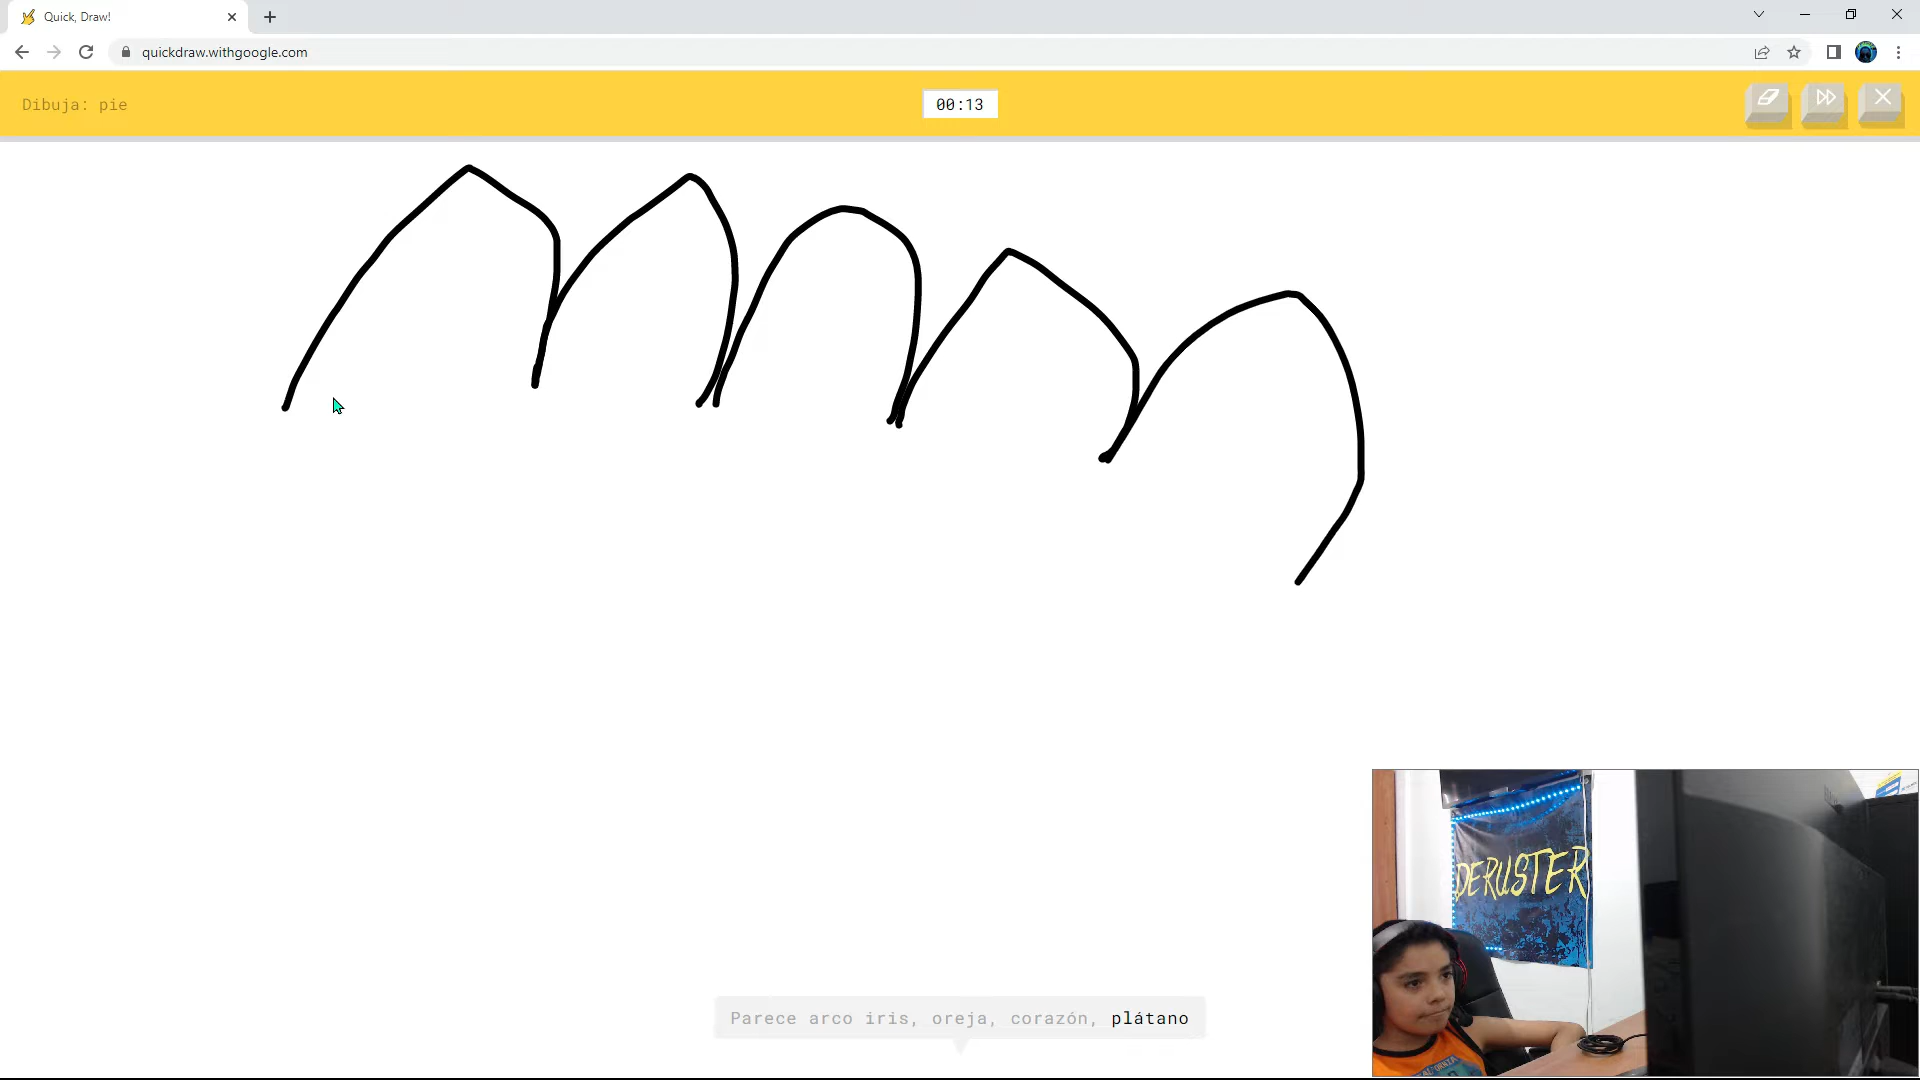 Quick, Draw!
quickdraw.withgoogle.com
Dibuja: pie
00:13
DERUSTER
Parece arco iris, oreja, corazón, plátano